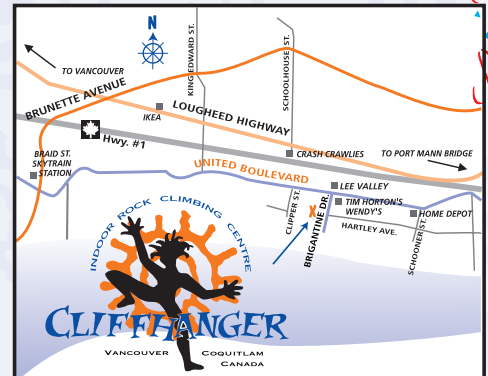 N
KING EDWARD ST.
SCHOOLHOUSE ST.
TO VANCOUVER
BRUNETTE AVENUE
IKEA
LOUGHEED HIGHWAY
Hwy. #1
BRAID ST.
SKYTRAIN
STATION
CRASH CRAWLIES
TO PORT MANN BRIDGE
UNITED BOULEVARD
LEE VALLEY
CLIPPER ST.
BRIGANTINE DR.
TIM HORTON'S
WENDY'S
HOME DEPOT
HARTLEY AVE.
SCHOONER ST.
INDOOR ROCK CLIMBING CENTRE
CLIFFHANGER
VANCOUVER COQUITLAM
CANADA